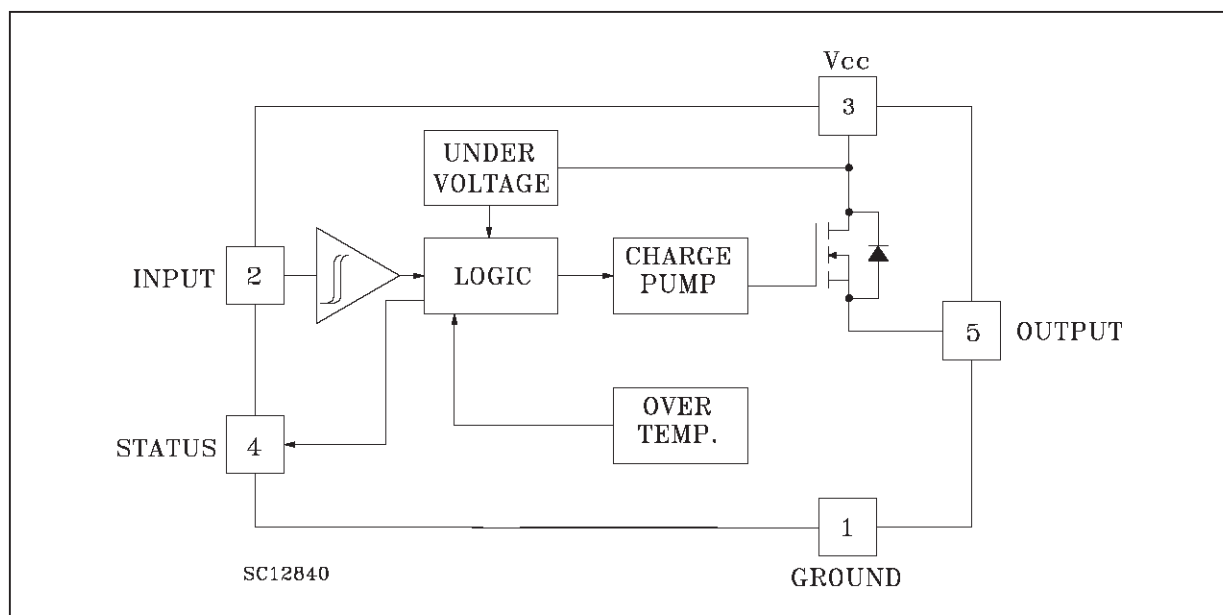 Vcc
3
UNDER
VOLTAGE
INPUT
2
LOGIC
CHARGE
PUMP
5
OUTPUT
OVER
TEMP.
STATUS
4
1
GROUND
SC12840